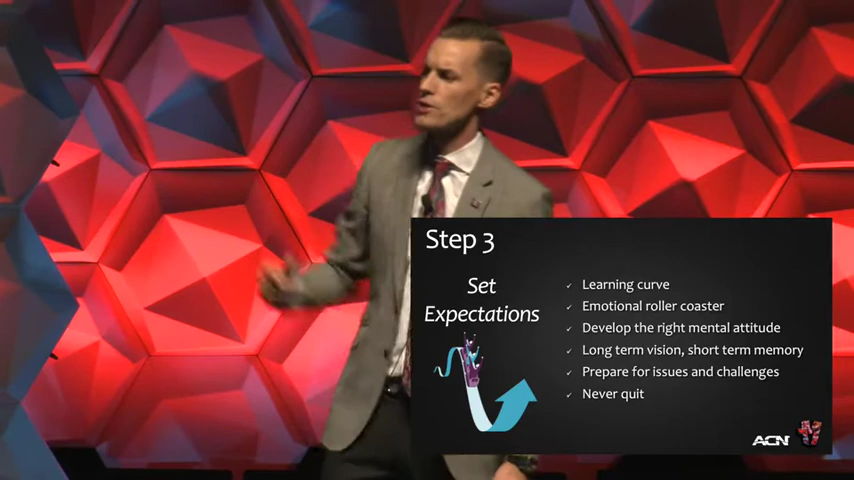 Step 3
Set
Expectations
✓ Learning curve
✓ Emotional roller coaster
✓ Develop the right mental attitude
✓ Long term vision, short term memory
✓ Prepare for issues and challenges
✓ Never quit
ACN